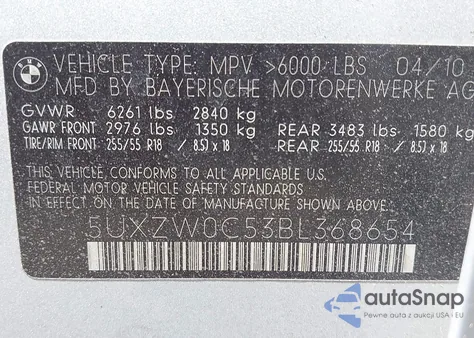 BMW
VEHICLE TYPE: MPV >6000 LBS 04/10
MFD BY BAYERISCHE MOTORENWERKE AG
GVWR 6261 lbs 2840 kg
GAWR FRONT 2976 lbs 1350 kg REAR 3483 lbs 1580 kg
TIRE/RIM FRONT 255/55 R18 / 8.5J x 18 REAR 255/55 R18 / 8.5J x 18
THIS VEHICLE CONFORMS TO ALL APPLICABLE
FEDERAL MOTOR VEHICLE SAFETY STANDARDS
IN EFFECT ON THE DATE OF MANUFACTURE SHOWN ABOVE.
5UXZW0C53BL368654
autoSnap
Pewne auta z aukcji USA i EU